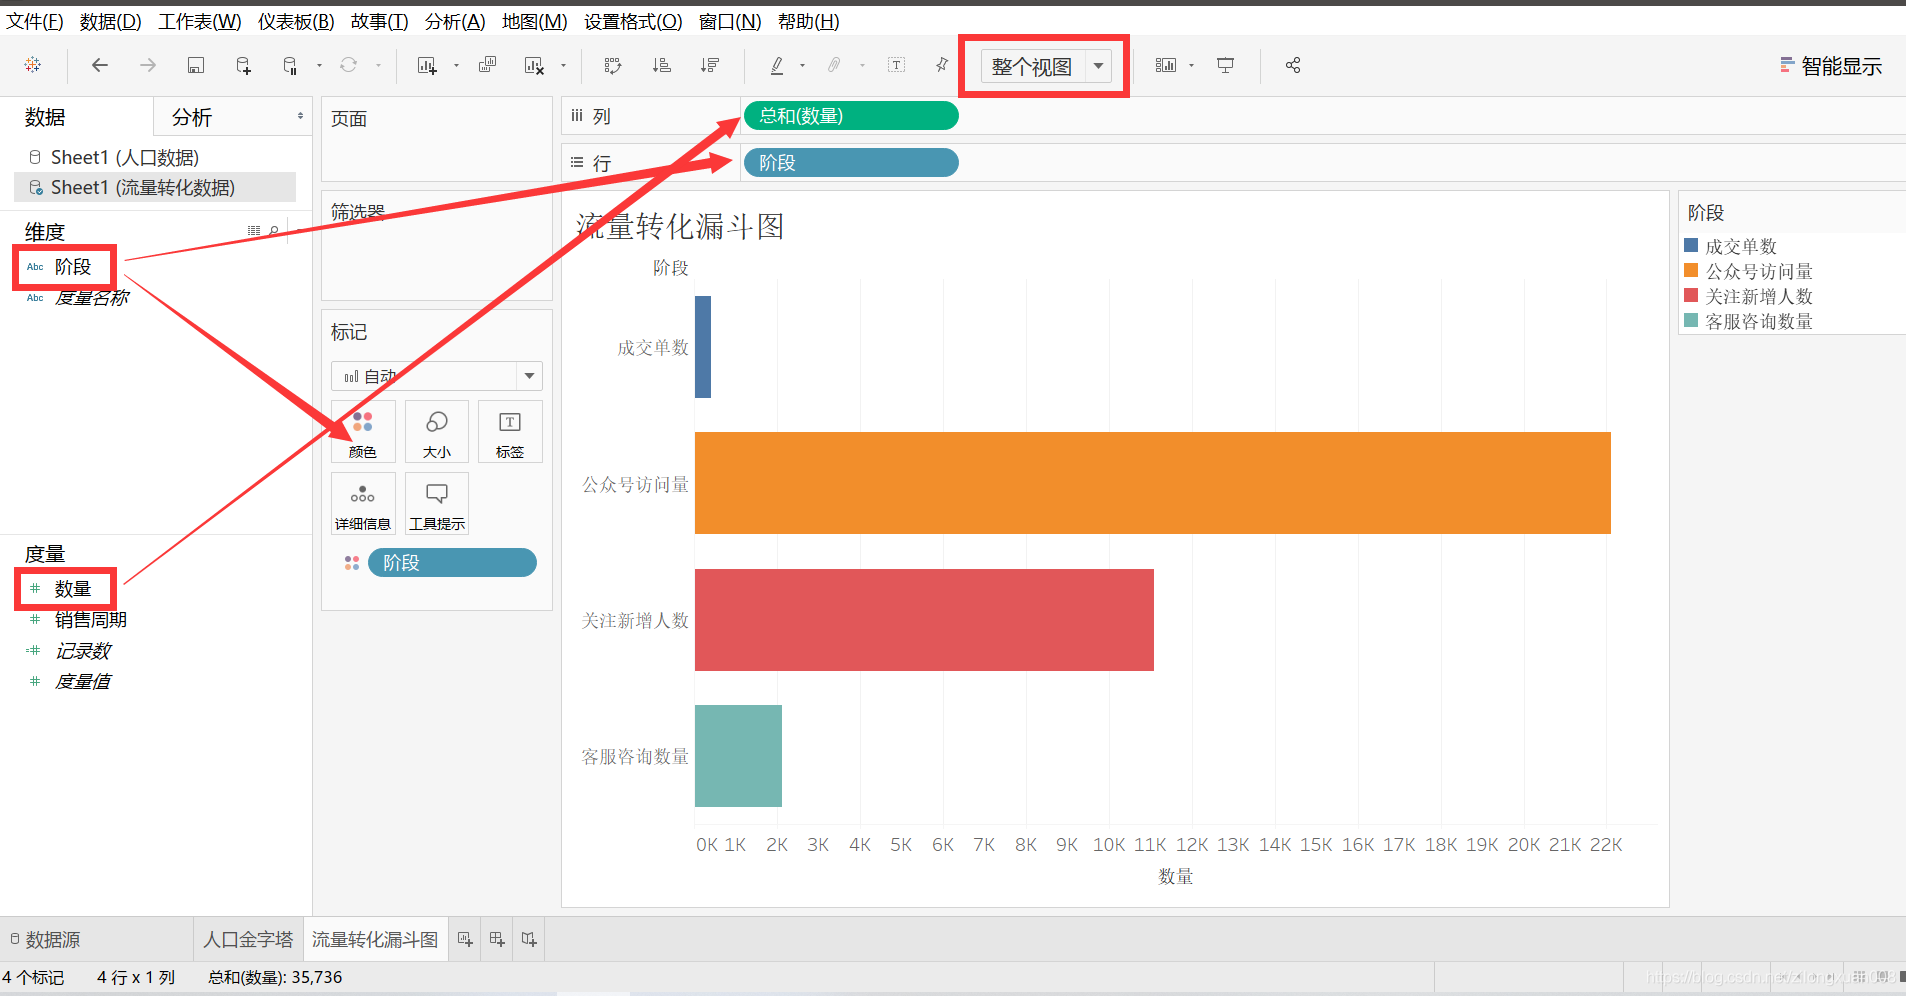 文件(F) 数据(D) 工作表(W) 仪表板(B) 故事(T) 分析(A) 地图(M) 设置格式(O) 窗口(N) 帮助(H)
整个视图
智能显示
数据 分析
Sheet1 (人口数据)
Sheet1 (流量转化数据)
维度
Abc 阶段
Abc 度量名称
度量
# 数量
# 销售周期
=# 记录数
# 度量值
页面
筛选器
标记
自动
颜色 大小 标签
详细信息 工具提示
阶段
列 总和(数量)
行 阶段
流量转化漏斗图
阶段
成交单数
公众号访问量
关注新增人数
客服咨询数量
0K 1K 2K 3K 4K 5K 6K 7K 8K 9K 10K 11K 12K 13K 14K 15K 16K 17K 18K 19K 20K 21K 22K
数量
阶段
成交单数
公众号访问量
关注新增人数
客服咨询数量
数据源 人口金字塔 流量转化漏斗图
4 个标记 4 行 x 1 列 总和(数量): 35,736